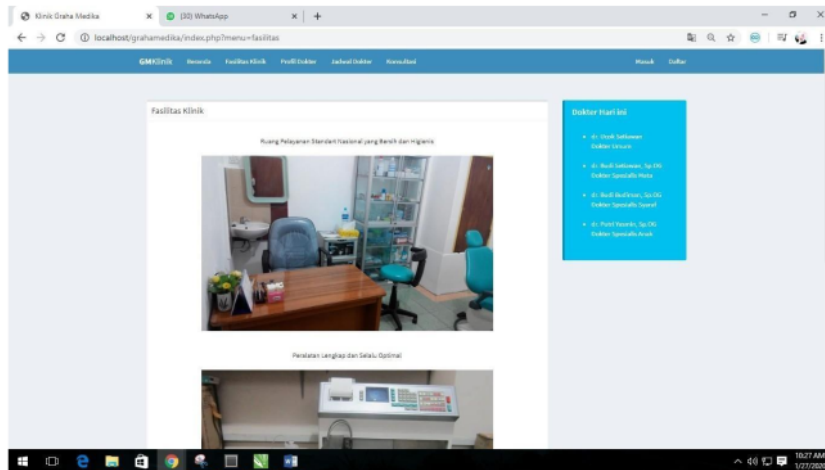 Klinik Graha Medika
(30) WhatsApp
localhost/grahamedika/index.php?menu=fasilitas
GMKlinik Beranda Fasilitas Klinik Profil Dokter Jadwal Dokter Konsultasi Masuk Daftar
Fasilitas Klinik
Dokter Hari ini
Ruang Pelayanan Standart Nasional yang Bersih dan Higienis
dr. Setiawan
Dokter Umum
dr. Budi Setiawan, Sp.OG
Dokter Spesialis Mata
dr. Budi Budiman, Sp.OG
Dokter Spesialis Saraf
dr. Putri Yasmin, Sp.OG
Dokter Spesialis Anak
Peralatan Lengkap dan Selalu Optimal
10:27 AM
1/27/2020